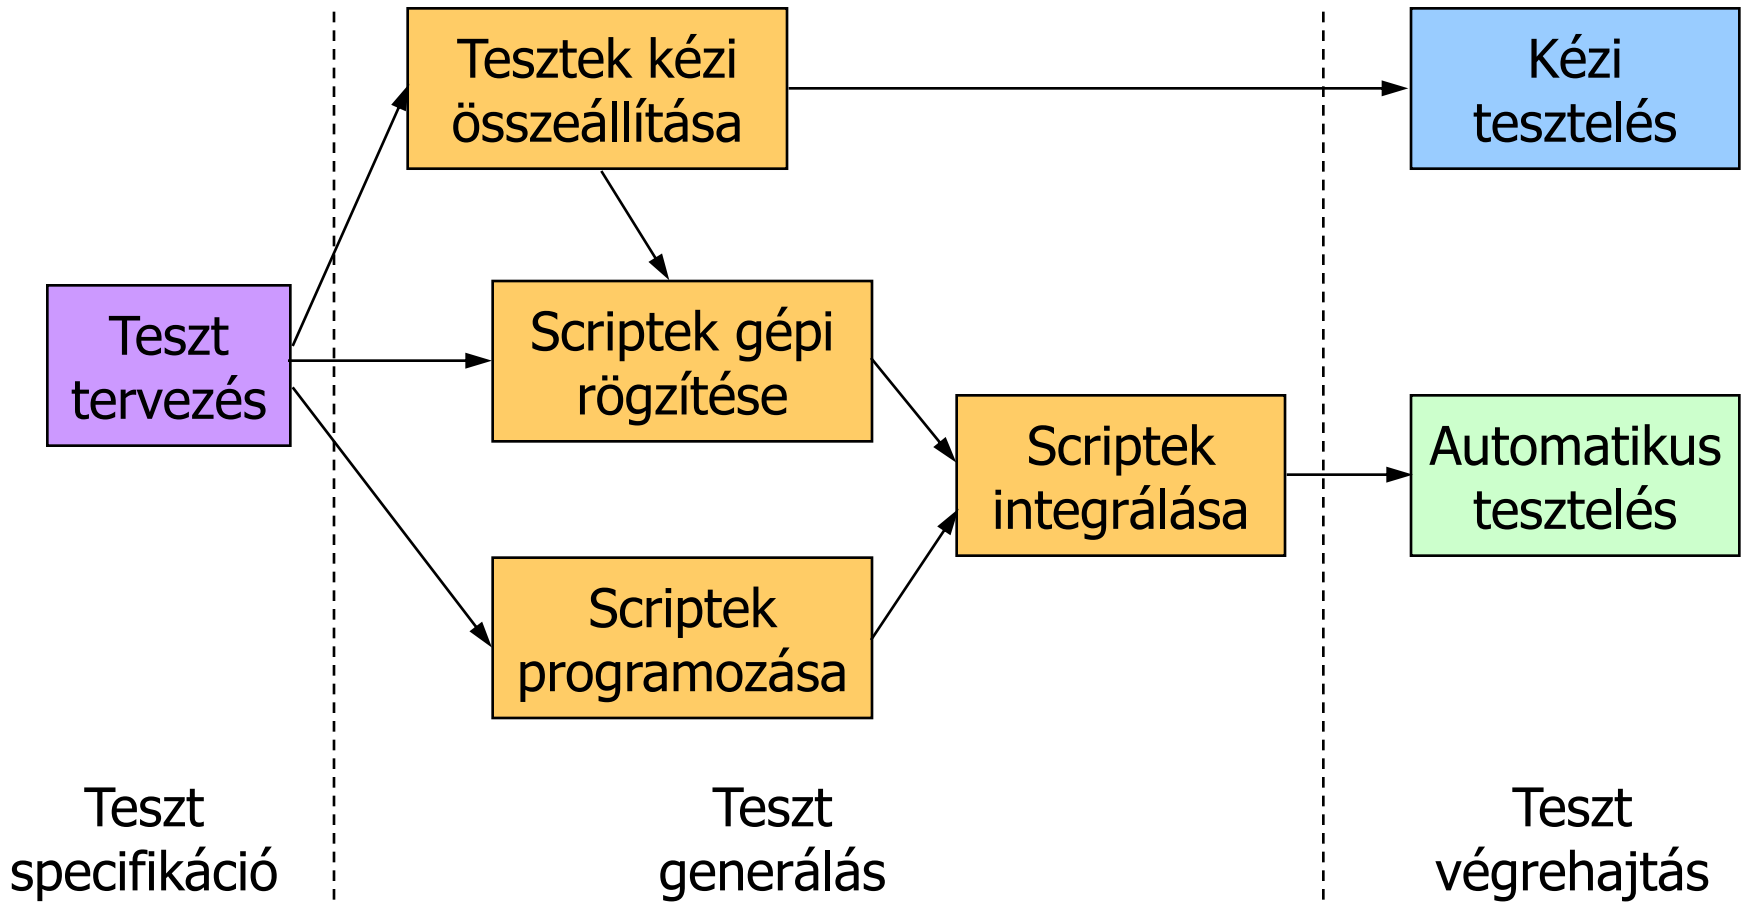 Tesztek kézi
összeállítása
Kézi
tesztelés
Teszt
tervezés
Scriptek gépi
rögzítése
Scriptek
integrálása
Automatikus
tesztelés
Scriptek
programozása
Teszt
specifikáció
Teszt
generálás
Teszt
végrehajtás